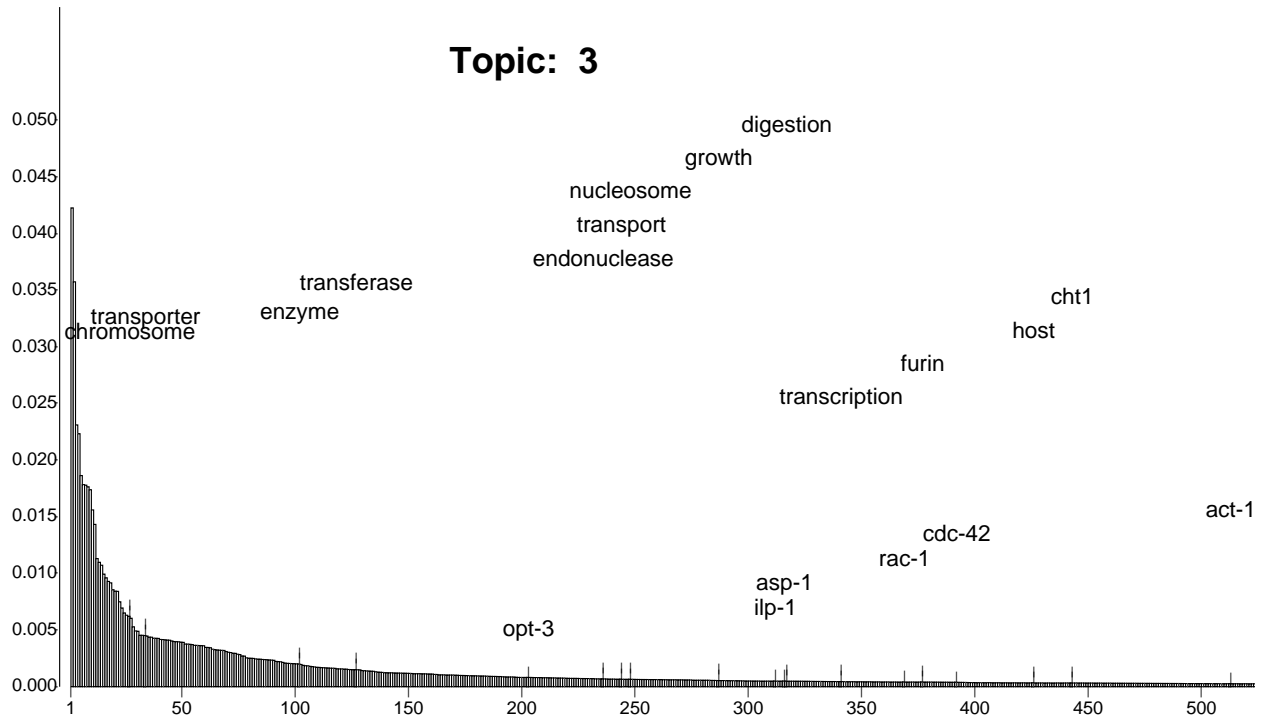 Topic: 3
0.050
digestion
growth
0.045
nucleosome
0.040
transport
endonuclease
0.035
transferase
cht1
transporter
enzyme
chromosome
host
0.030
furin
0.025
transcription
0.020
0.015
act-1
cdc-42
rac-1
0.010
asp-1
ilp-1
0.005
opt-3
0.000
1 50 100 150 200 250 300 350 400 450 500